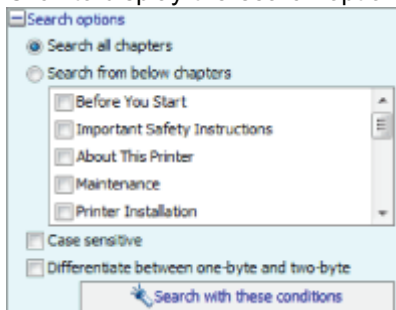 Search options
Search all chapters
Search from below chapters
Before You Start
Important Safety Instructions
About This Printer
Maintenance
Printer Installation
Case sensitive
Differentiate between one-byte and two-byte
Search with these conditions